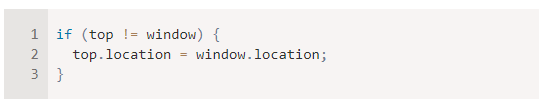 1 if (top != window) {
2   top.location = window.location;
3 }